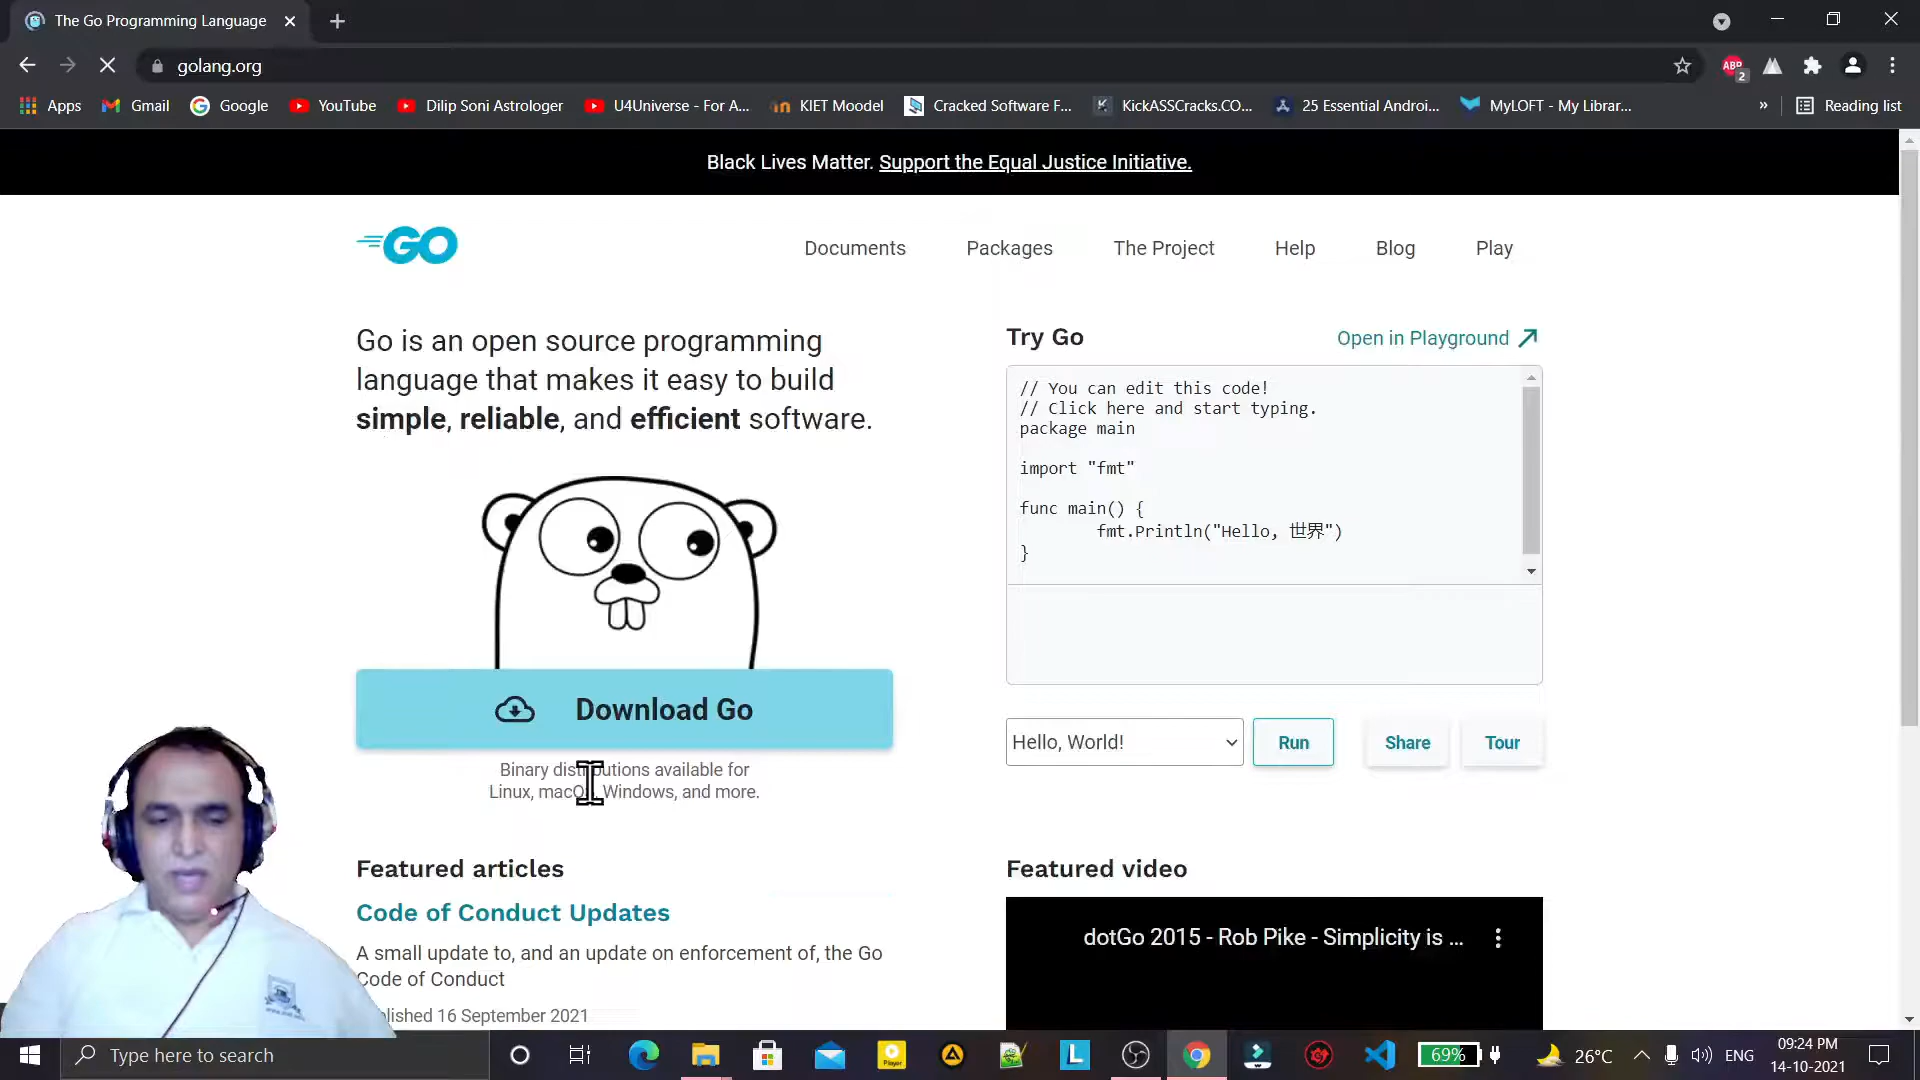 The Go Programming Language
golang.org
Apps
Gmail
Google
YouTube
Dilip Soni Astrologer
U4Universe - For A...
KIET Moodel
Cracked Software F...
KickASSCracks.CO...
25 Essential Androi...
MyLOFT - My Librar...
»
Reading list
ABP
2
Black Lives Matter. Support the Equal Justice Initiative.
GO
Documents
Packages
The Project
Help
Blog
Play
Go is an open source programming
language that makes it easy to build
simple, reliable, and efficient software.
Download Go
Binary distributions available for
Linux, macOS, Windows, and more.
Try Go
Open in Playground
// You can edit this code!
// Click here and start typing.
package main
import "fmt"
func main() {
fmt.Println("Hello, 世界")
}
Hello, World!
Run
Share
Tour
Featured articles
Code of Conduct Updates
A small update to, and an update on enforcement of, the Go
Code of Conduct
16 September 2021
Featured video
dotGo 2015 - Rob Pike - Simplicity is ...
Type here to search
Player
L
69%
26°C
ENG
09:24 PM
14-10-2021